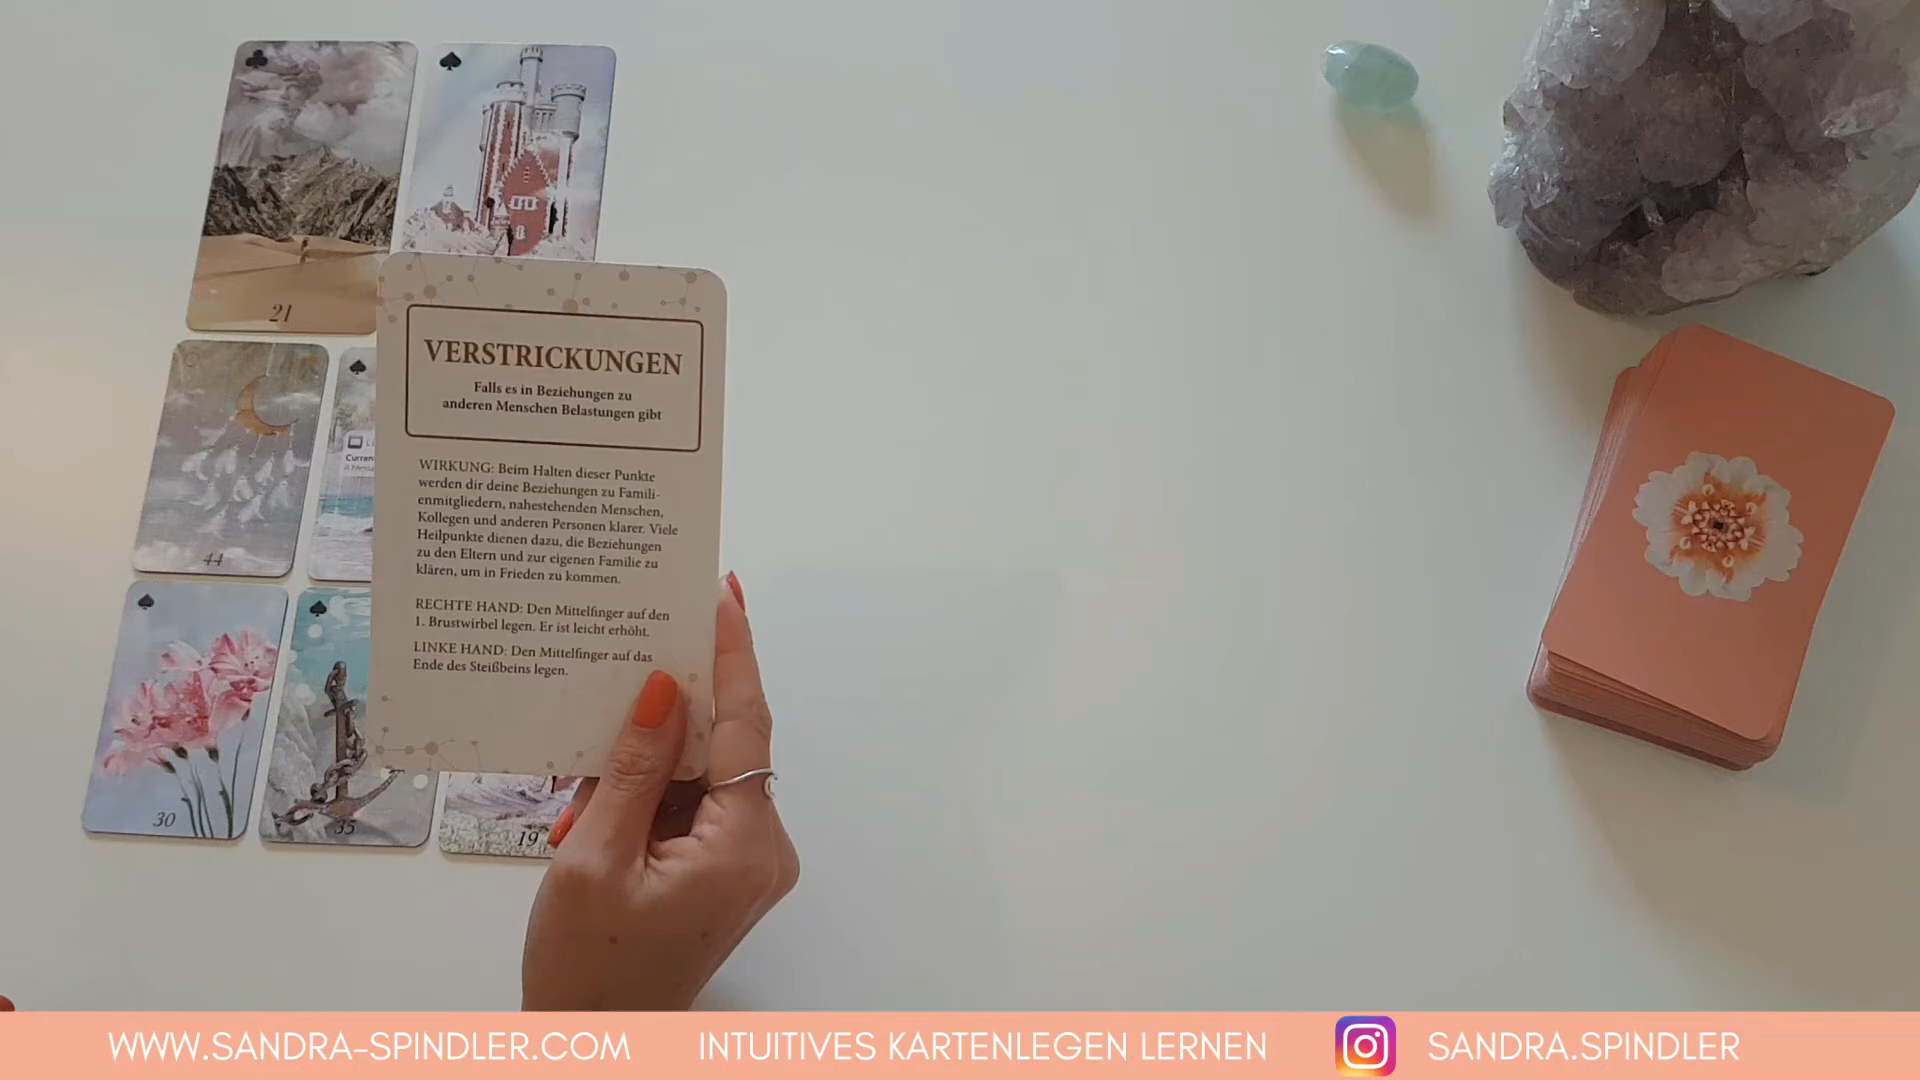 21
44
Curren
30
35
19
VERSTRICKUNGEN
Falls es in Beziehungen zu
anderen Menschen Belastungen gibt
WIRKUNG: Beim Halten dieser Punkte
werden dir deine Beziehungen zu Famili-
enmitgliedern, nahestehenden Menschen,
Kollegen und anderen Personen klarer. Viele
Heilpunkte dienen dazu, die Beziehungen
zu den Eltern und zur eigenen Familie zu
klären, um in Frieden zu kommen.
RECHTE HAND: Den Mittelfinger auf den
1. Brustwirbel legen. Er ist leicht erhöht.
LINKE HAND: Den Mittelfinger auf das
Ende des Steißbeins legen.
WWW.SANDRA-SPINDLER.COM INTUITIVES KARTENLEGEN LERNEN SANDRA.SPINDLER